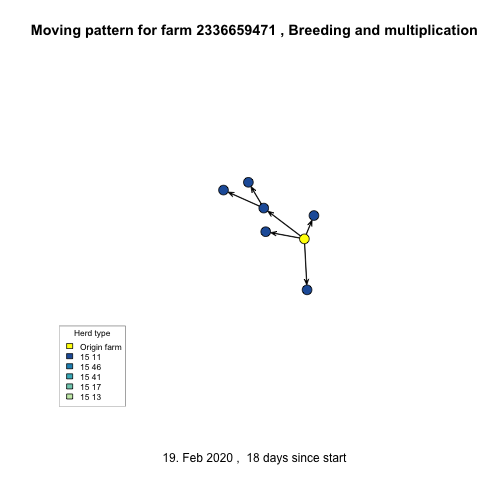 Moving pattern for farm 2336659471 , Breeding and multiplication
Herd type
Origin farm
15 11
15 46
15 41
15 17
15 13
19. Feb 2020 ,  18 days since start